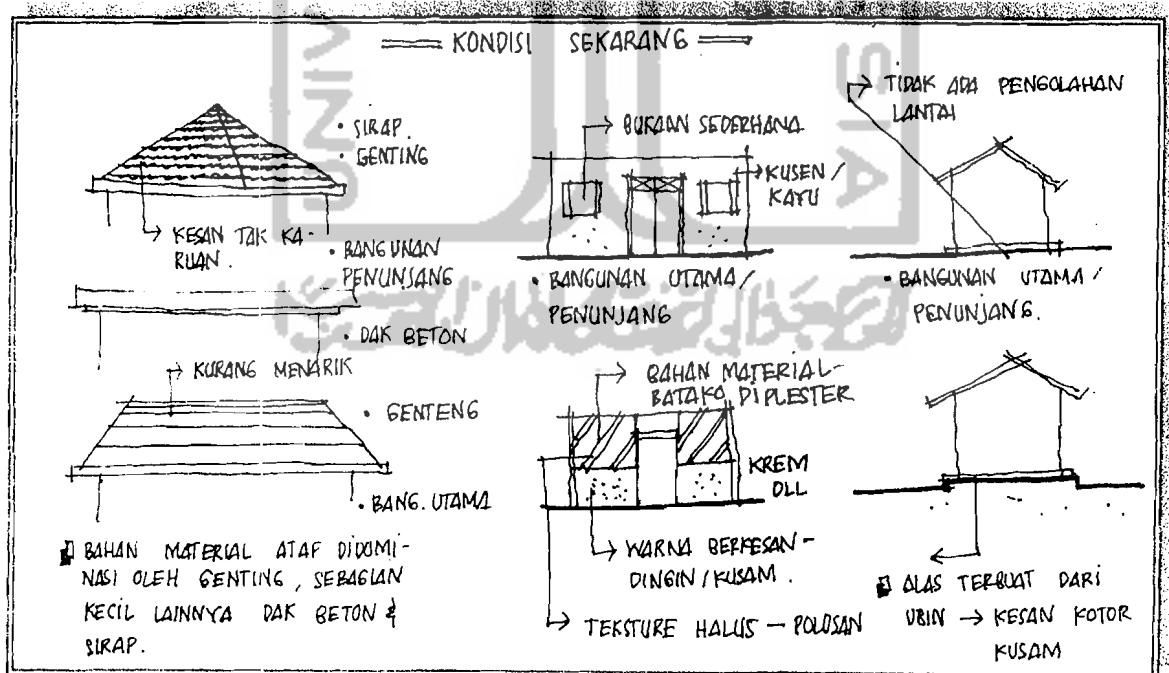 KONDISI SEKARANG
• SIRAP.
• GENTING
KESAN TAK KA-
RUAN.
• BANGUNAN
PENUNJANG
• DAK BETON
KURANG MENARIK
• GENTENG
• BANG. UTAMA
BAHAN MATERIAL ATAF DIDOMI-
NASI OLEH GENTING, SEBAGIAN
KECIL LAINNYA DAK BETON &
SIRAP.
BUKAAN SEDERHANA
KUSEN/
KAYU
• BANGUNAN UTAMA/
PENUNJANG
BAHAN MATERIAL-
BATAKO DIPLESTER
KREM
DLL
WARNA BERKESAN-
DINGIN/KUSAM.
TEKSTURE HALUS — POLOSAN
TIDAK ADA PENGOLAHAN
LANTAI
• BANGUNAN UTAMA/
PENUNJANG.
ALAS TERBUAT DARI
UBIN → KESAN KOTOR
KUSAM